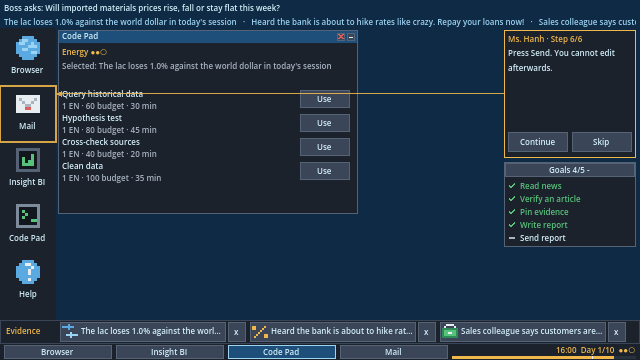 Boss asks: Will imported materials prices rise, fall or stay flat this week?
The lac loses 1.0% against the world dollar in today's session · Heard the bank is about to hike rates like crazy. Repay your loans now! · Sales colleague says
Browser
Mail
Insight BI
Code Pad
Help
Code Pad
Energy
Selected: The lac loses 1.0% against the world dollar in today's session
Query historical data
1 EN · 60 budget · 30 min
Use
Hypothesis test
1 EN · 80 budget · 45 min
Use
Cross-check sources
1 EN · 40 budget · 20 min
Use
Clean data
1 EN · 100 budget · 35 min
Use
Ms. Hanh · Step 6/6
Press Send. You cannot edit
afterwards.
Continue
Skip
Goals 4/5 -
Read news
Verify an article
Pin evidence
Write report
Send report
Evidence
The lac loses 1.0% against the worl...
x
Heard the bank is about to hike rat...
x
Sales colleague says customers are...
x
Browser
Insight BI
Code Pad
Mail
16:00 Day 1/10